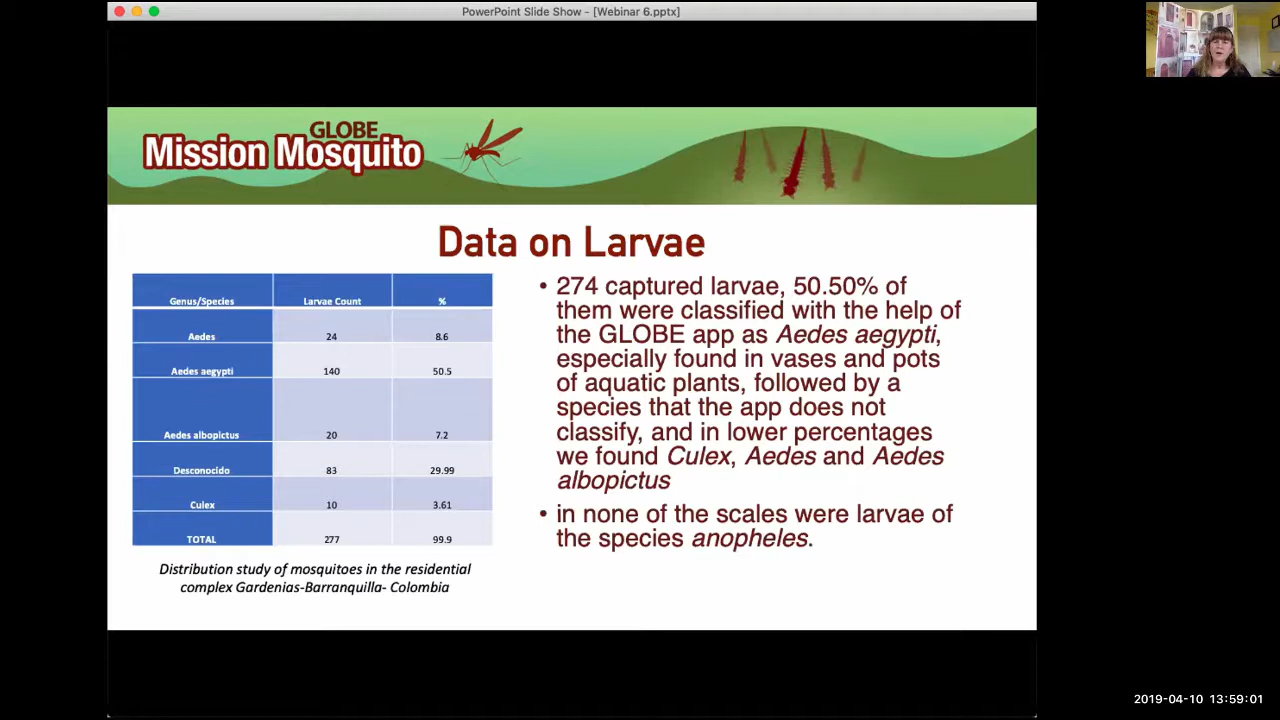 PowerPoint Slide Show - [Webinar 6.pptx]
GLOBE
Mission Mosquito
Data on Larvae
Genus/Species Larvae Count %
Aedes 24 8.6
Aedes aegypti 140 50.5
Aedes albopictus 20 7.2
Desconocido 83 29.99
Culex 10 3.61
TOTAL 277 99.9
Distribution study of mosquitoes in the residential
complex Gardenias-Barranquilla- Colombia
• 274 captured larvae, 50.50% of
them were classified with the help of
the GLOBE app as Aedes aegypti,
especially found in vases and pots
of aquatic plants, followed by a
species that the app does not
classify, and in lower percentages
we found Culex, Aedes and Aedes
albopictus
• in none of the scales were larvae of
the species anopheles.
2019-04-10 13:59:01